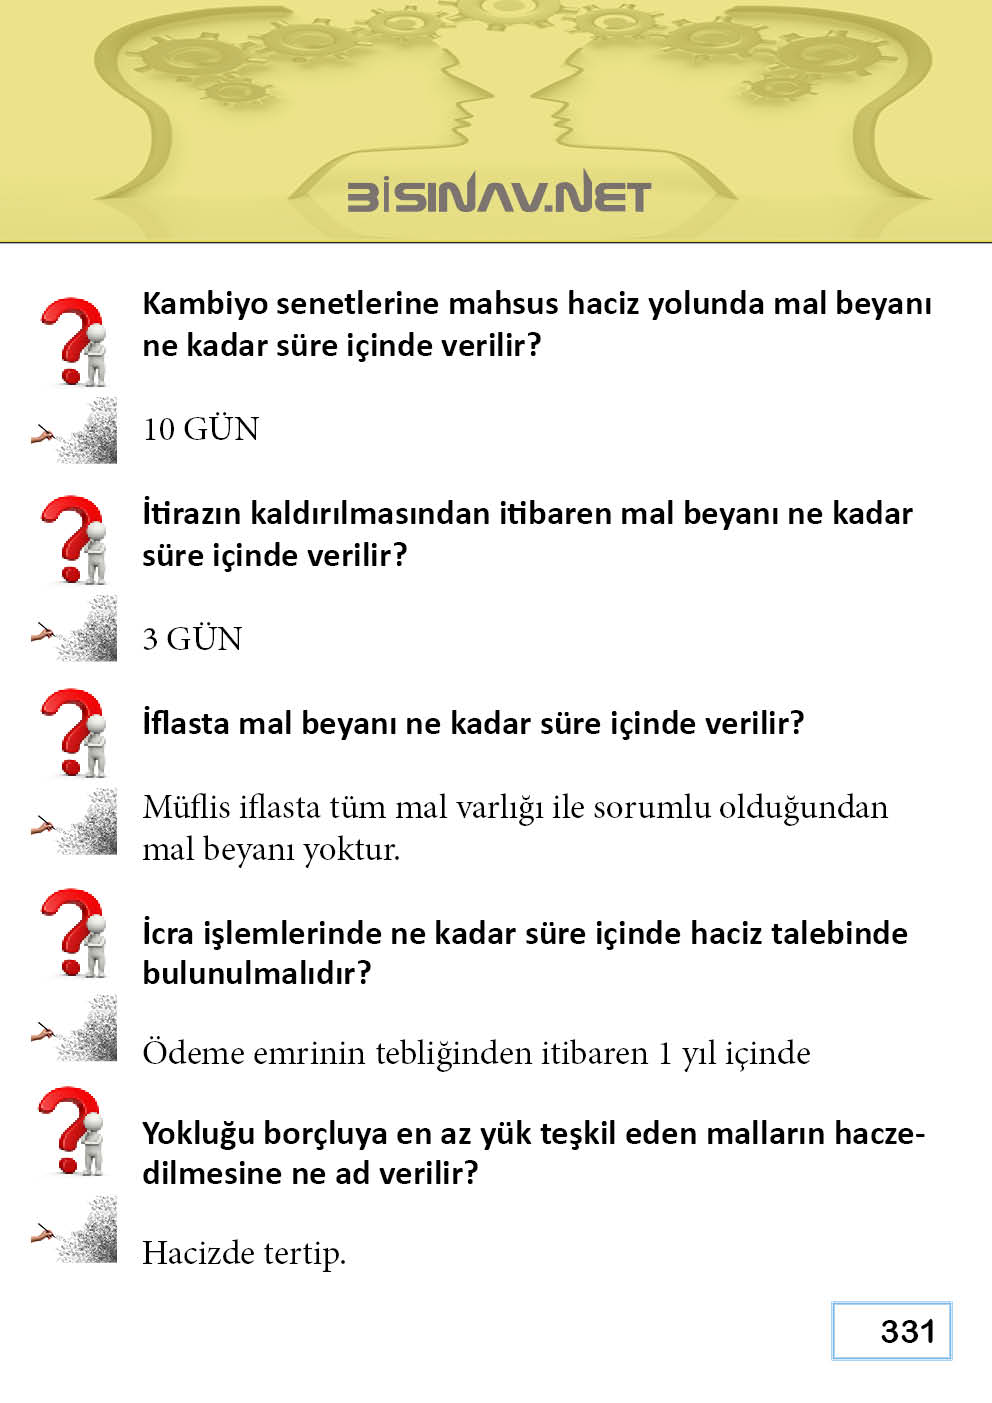 BİSINAV.NET
Kambiyo senetlerine mahsus haciz yolunda mal beyanı
ne kadar süre içinde verilir?
10 GÜN
İtirazın kaldırılmasından itibaren mal beyanı ne kadar
süre içinde verilir?
3 GÜN
İflasta mal beyanı ne kadar süre içinde verilir?
Müflis iflasta tüm mal varlığı ile sorumlu olduğundan
mal beyanı yoktur.
İcra işlemlerinde ne kadar süre içinde haciz talebinde
bulunulmalıdır?
Ödeme emrinin tebliğinden itibaren 1 yıl içinde
Yokluğu borçluya en az yük teşkil eden malların hacze-
dilmesine ne ad verilir?
Hacizde tertip.
331